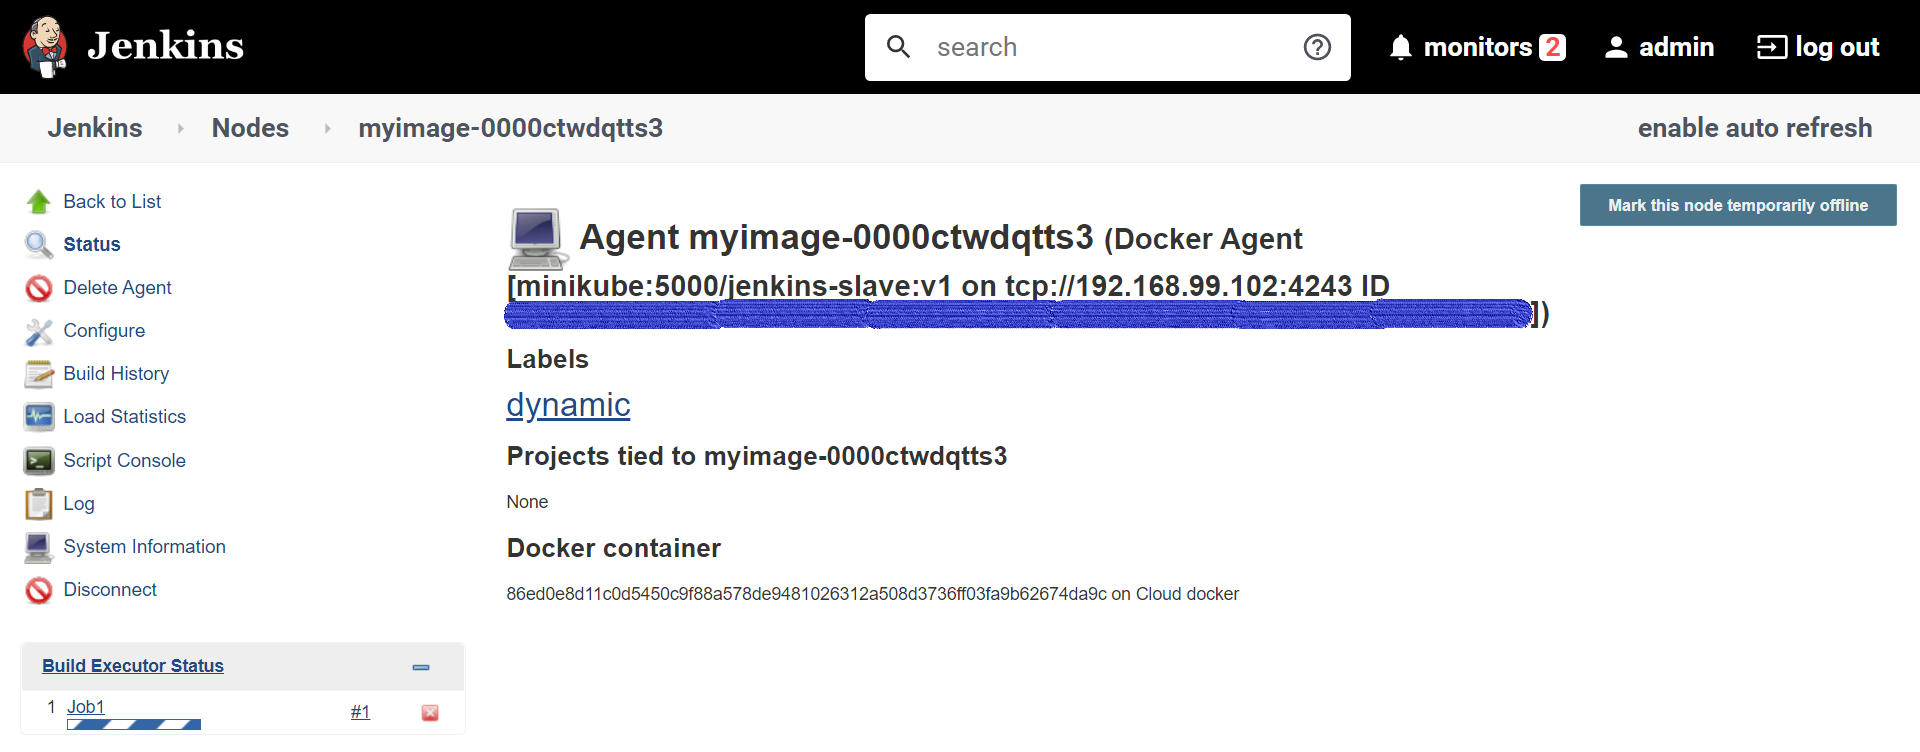 Jenkins
search
monitors 2
admin
log out
Jenkins
Nodes
myimage-0000ctwdqtts3
enable auto refresh
Back to List
Status
Delete Agent
Configure
Build History
Load Statistics
Script Console
Log
System Information
Disconnect
Build Executor Status
1 Job1 #1
Mark this node temporarily offline
Agent myimage-0000ctwdqtts3 (Docker Agent
[minikube:5000/jenkins-slave:v1 on tcp://192.168.99.102:4243 ID
])
Labels
dynamic
Projects tied to myimage-0000ctwdqtts3
None
Docker container
86ed0e8d11c0d5450c9f88a578de9481026312a508d3736ff03fa9b62674da9c on Cloud docker